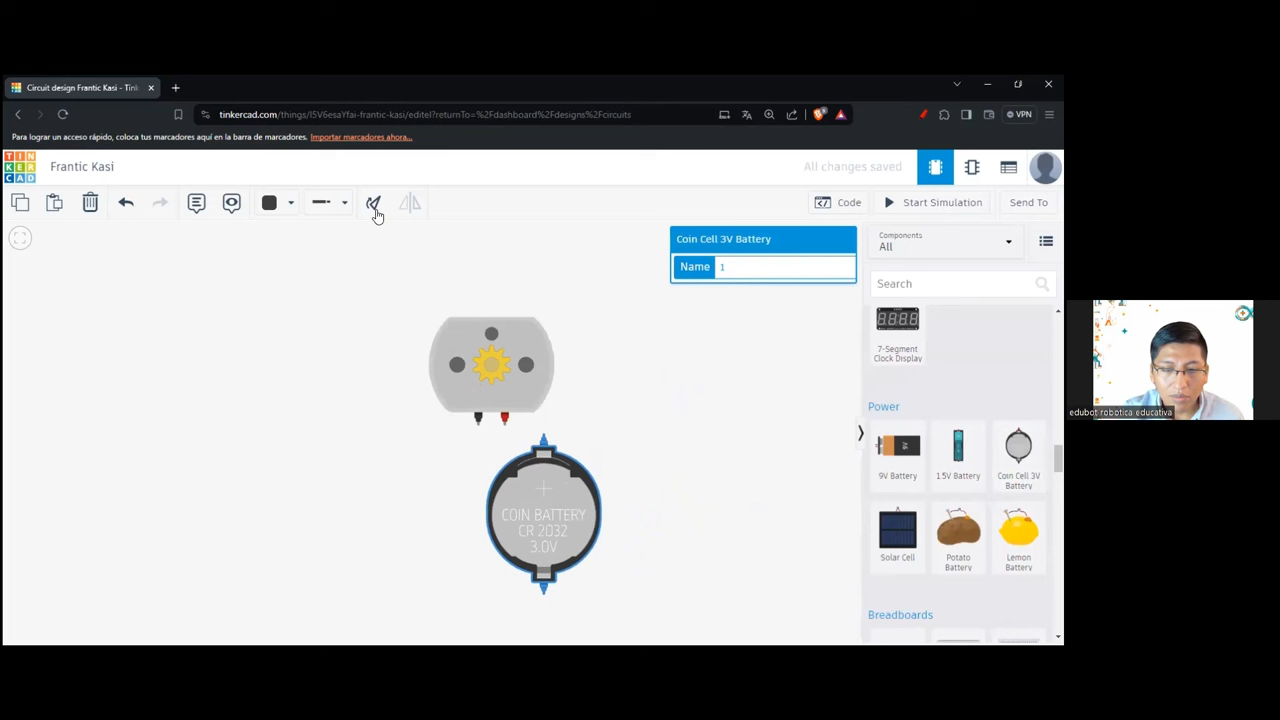 Circuit design Frantic Kasi - Tin
tinkercad.com/things/l5V6esaYfai-frantic-kasi/editel?returnTo=%2Fdashboard%2Fdesigns%2Fcircuits
VPN
Para lograr un acceso rápido, coloca tus marcadores aquí en la barra de marcadores. Importar marcadores ahora...
TIN
KER
CAD
Frantic Kasi
All changes saved
Code
Start Simulation
Send To
Coin Cell 3V Battery
Name 1
Components
All
Search
7-Segment
Clock Display
Power
9V Battery
1.5V Battery
Coin Cell 3V
Battery
Solar Cell
Potato
Battery
Lemon
Battery
Breadboards
COIN BATTERY
CR 2032
3.0V
edubot robotica educativa